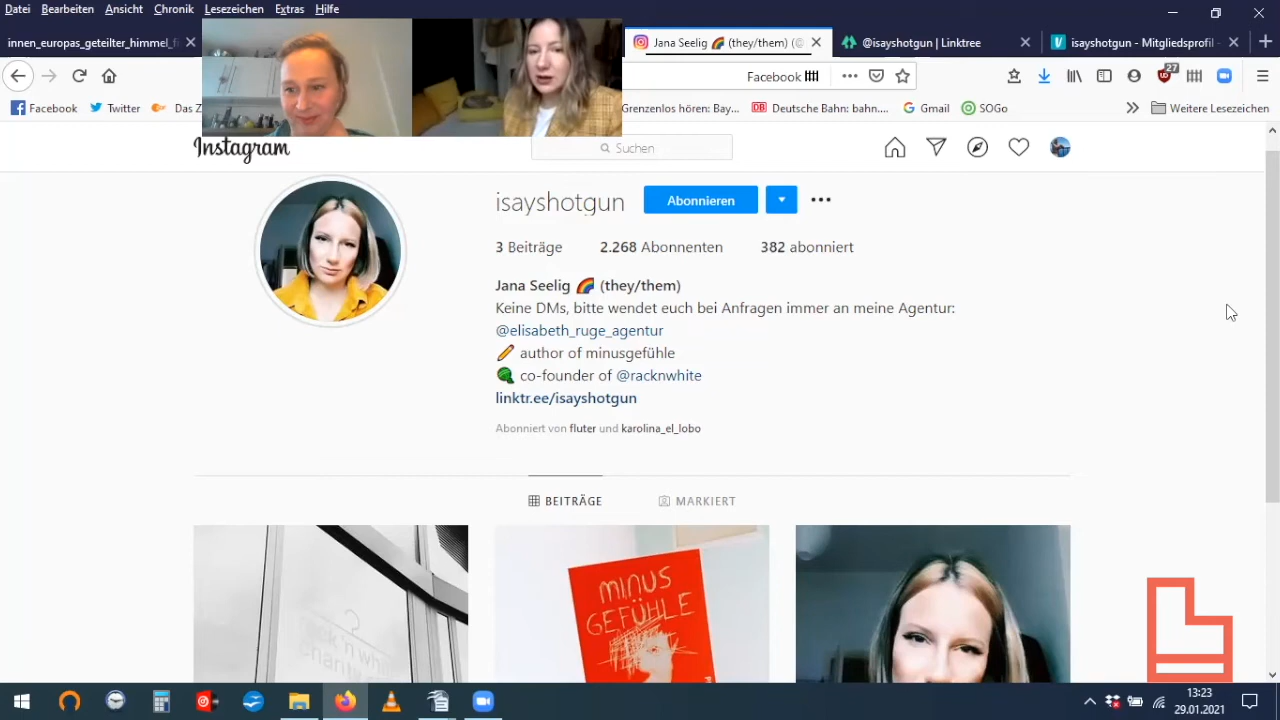 Datei Bearbeiten Ansicht Chronik Lesezeichen Extras Hilfe
innen_europas_geteilter_himmel_f
Jana Seelig 🌈 (they/them) (@
@isayshotgun | Linktree
isayshotgun - Mitgliedsprofil -
Facebook
27
Facebook
Twitter
Das Z
Grenzenlos hören: Bay...
DB Deutsche Bahn: bahn....
Gmail
SOGo
Weitere Lesezeichen
Instagram
Suchen
isayshotgun
Abonnieren
3 Beiträge
2.268 Abonnenten
382 abonniert
Jana Seelig 🌈 (they/them)
Keine DMs, bitte wendet euch bei Anfragen immer an meine Agentur:
@elisabeth_ruge_agentur
✏️ author of minusgefühle
co-founder of @racknwhite
linktr.ee/isayshotgun
Abonniert von fluter und karolina_el_lobo
BEITRÄGE
MARKIERT
MINUS
GEFÜHLE
13:23
29.01.2021